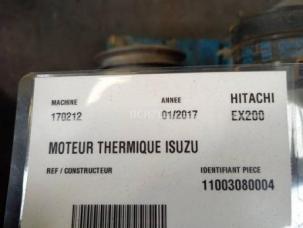 MACHINE ANNEE HITACHI
170212 01/2017 EX200
MOTEUR THERMIQUE ISUZU
REF / CONSTRUCTEUR IDENTIFIANT PIECE
11003080004